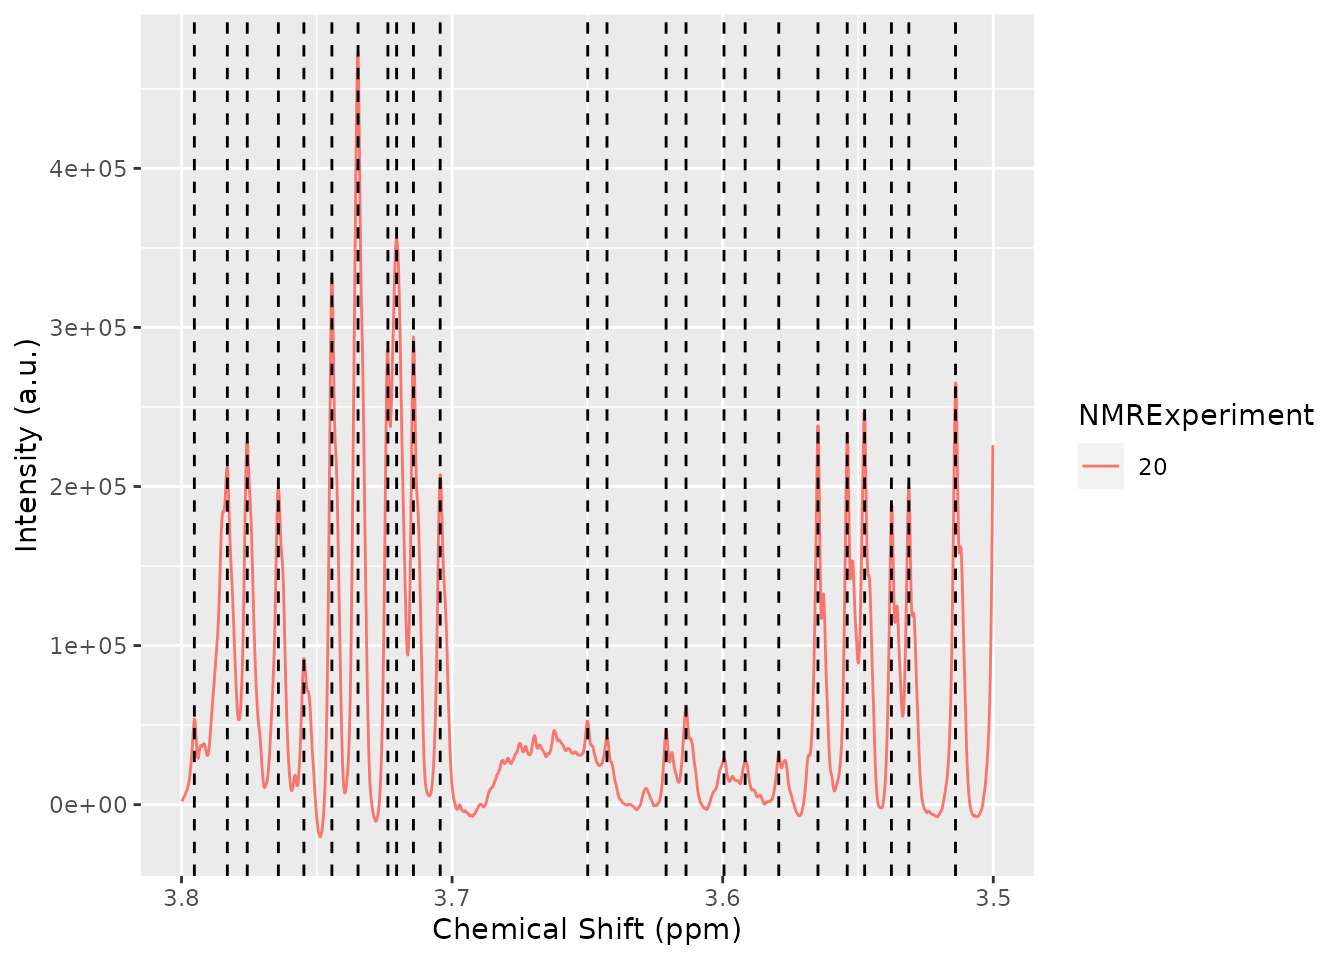 4e+05
3e+05
2e+05
1e+05
0e+00
Intensity (a.u.)
3.8 3.7 3.6 3.5
Chemical Shift (ppm)
NMRExperiment
20